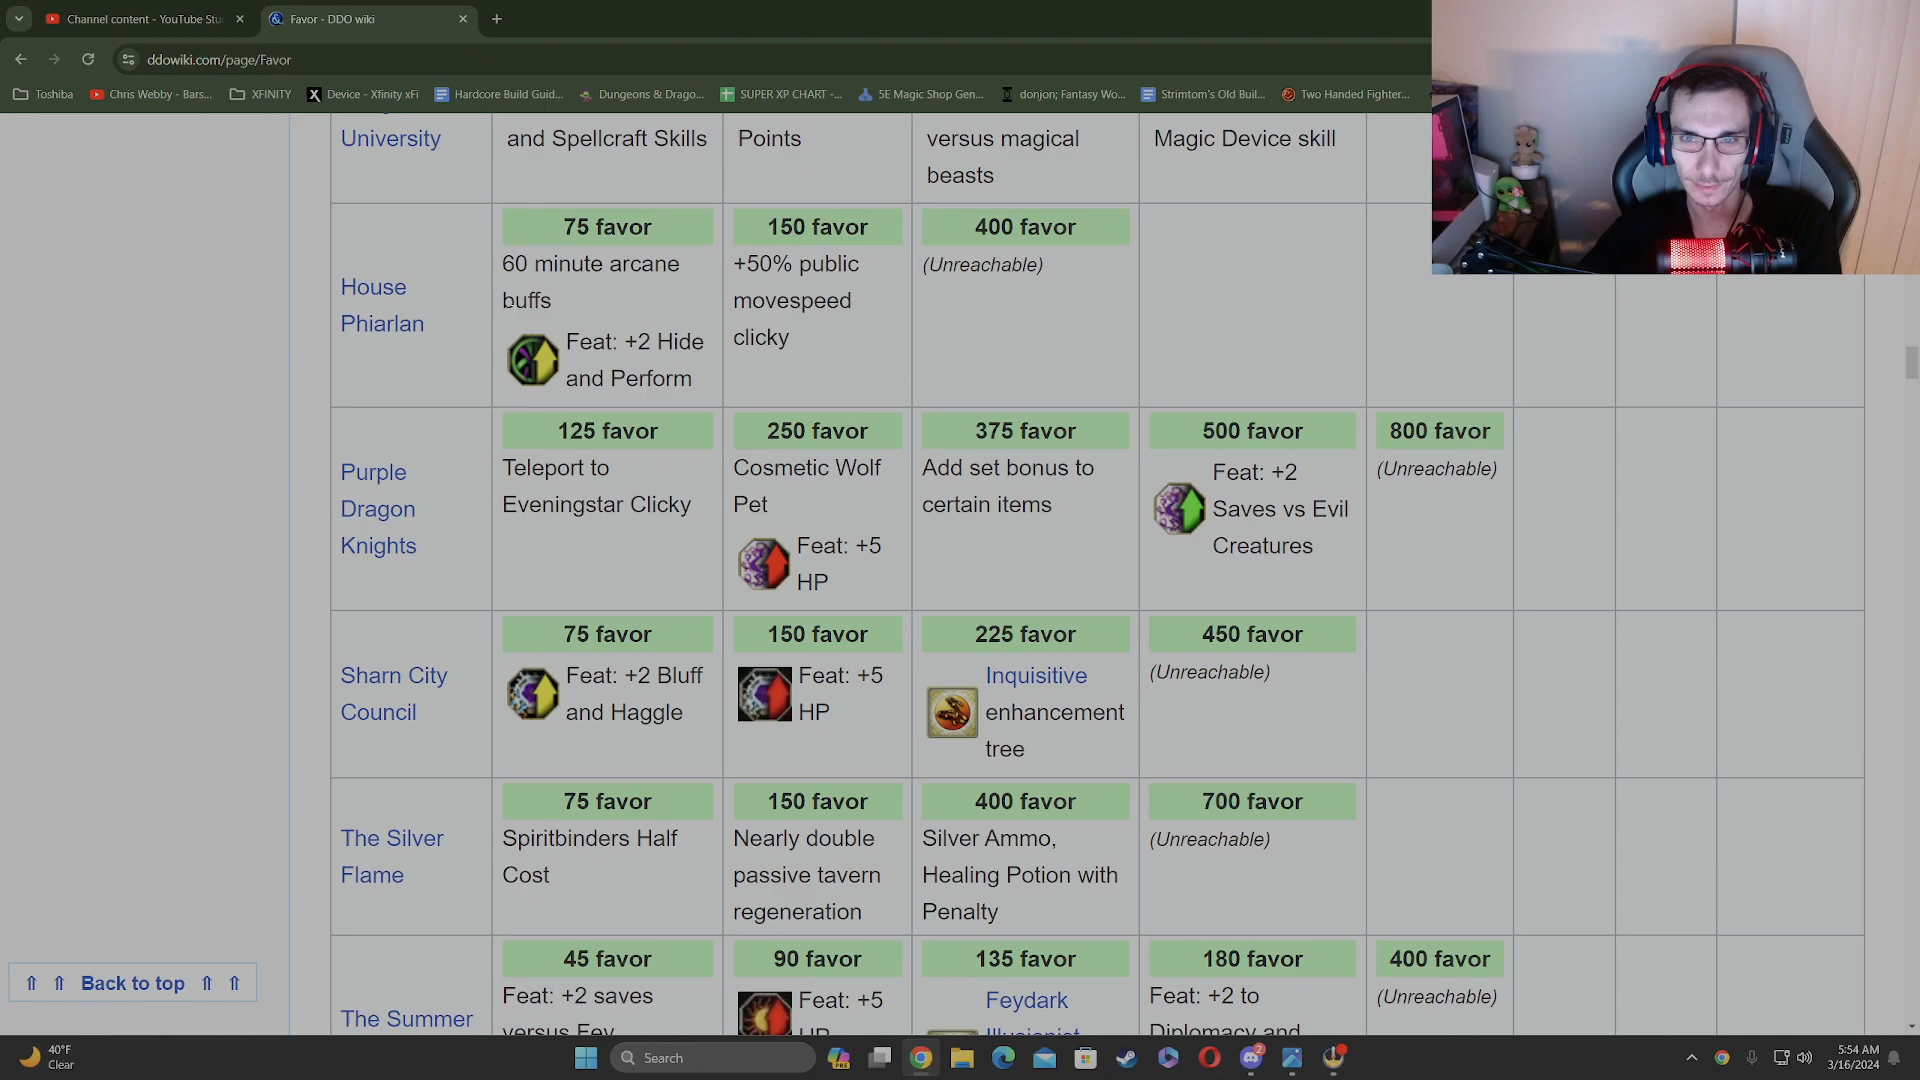 Channel content - YouTube Stu
Favor - DDO wiki
ddowiki.com/page/Favor
Toshiba
Chris Webby - Bars...
XFINITY
Device - Xfinity xFi
Hardcore Build Guid...
Dungeons & Drago...
SUPER XP CHART -...
5E Magic Shop Gen...
donjon; Fantasy Wo...
Strimtom's Old Buil...
Two Handed Fighter...
University
and Spellcraft Skills
Points
versus magical
beasts
Magic Device skill
House
Phiarlan
75 favor
60 minute arcane
buffs
Feat: +2 Hide
and Perform
150 favor
+50% public
movespeed
clicky
400 favor
(Unreachable)
Purple
Dragon
Knights
125 favor
Teleport to
Eveningstar Clicky
250 favor
Cosmetic Wolf
Pet
Feat: +5
HP
375 favor
Add set bonus to
certain items
500 favor
Feat: +2
Saves vs Evil
Creatures
800 favor
(Unreachable)
Sharn City
Council
75 favor
Feat: +2 Bluff
and Haggle
150 favor
Feat: +5
HP
225 favor
Inquisitive
enhancement
tree
450 favor
(Unreachable)
The Silver
Flame
75 favor
Spiritbinders Half
Cost
150 favor
Nearly double
passive tavern
regeneration
400 favor
Silver Ammo,
Healing Potion with
Penalty
700 favor
(Unreachable)
The Summer
45 favor
Feat: +2 saves
versus Fey
90 favor
Feat: +5
HP
135 favor
Feydark
Illusionist
180 favor
Feat: +2 to
Diplomacy and
400 favor
(Unreachable)
⇑ ⇑ Back to top ⇑ ⇑
40°F
Clear
Search
PRE
2
5:54 AM
3/16/2024